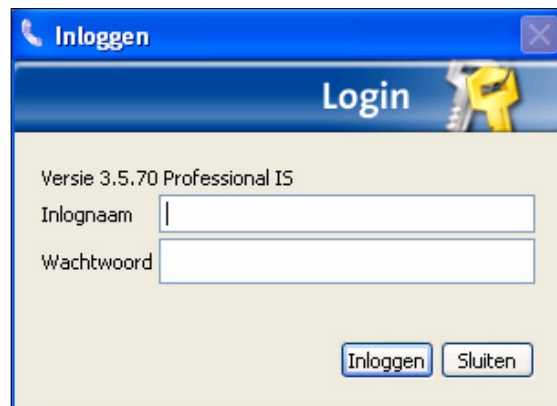 Inloggen
Login
Versie 3.5.70 Professional IS
Inlognaam
Wachtwoord
Inloggen Sluiten